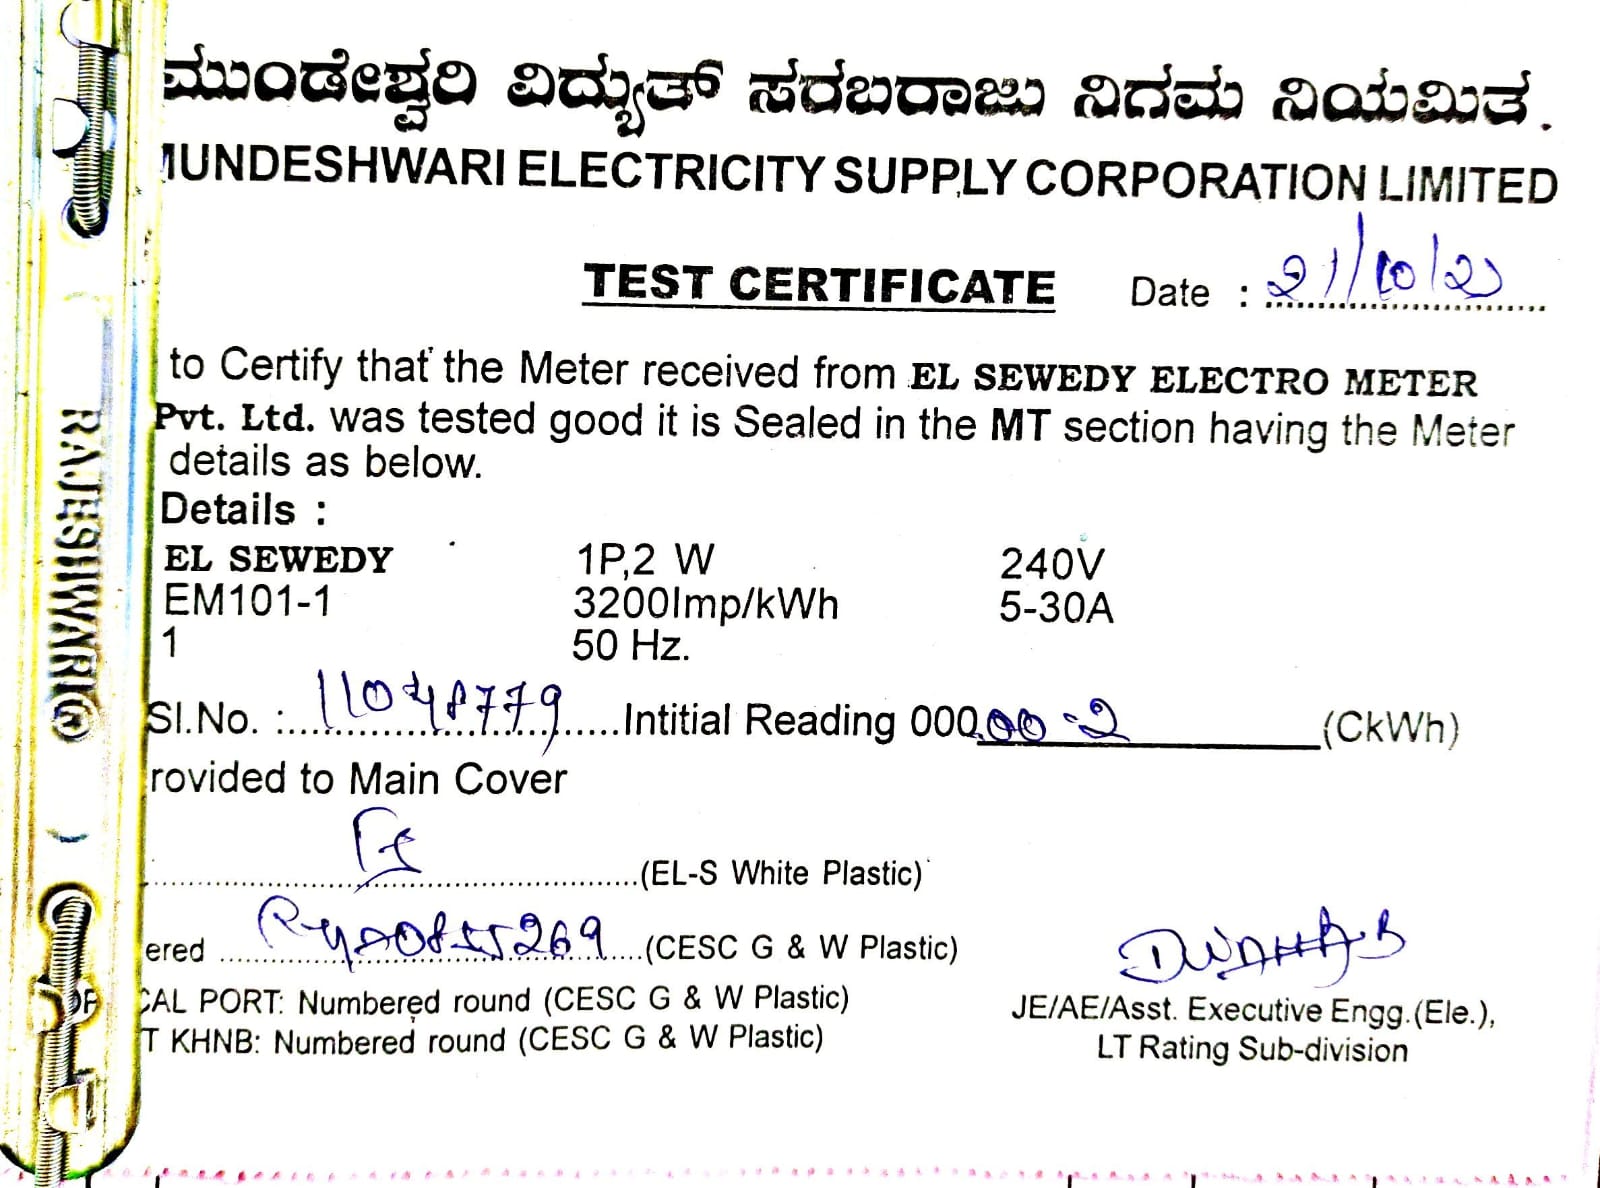 ಮುಂಡೇಶ್ವರಿ ವಿದ್ಯುತ್ ಸರಬರಾಜು ನಿಗಮ ನಿಯಮಿತ.
MUNDESHWARI ELECTRICITY SUPPLY CORPORATION LIMITED
TEST CERTIFICATE Date : 21/10/21
to Certify that the Meter received from EL SEWEDY ELECTRO METER
Pvt. Ltd. was tested good it is Sealed in the MT section having the Meter
details as below.
Details :
EL SEWEDY 1P,2 W 240V
EM101-1 3200Imp/kWh 5-30A
1 50 Hz.
Sl.No. : 11048779 Intitial Reading 000.00.2 (CkWh)
rovided to Main Cover
(EL-S White Plastic)
ered (CESC G & W Plastic)
CAL PORT: Numbered round (CESC G & W Plastic)
T KHNB: Numbered round (CESC G & W Plastic)
JE/AE/Asst. Executive Engg.(Ele.),
LT Rating Sub-division
RAJESHWARI®